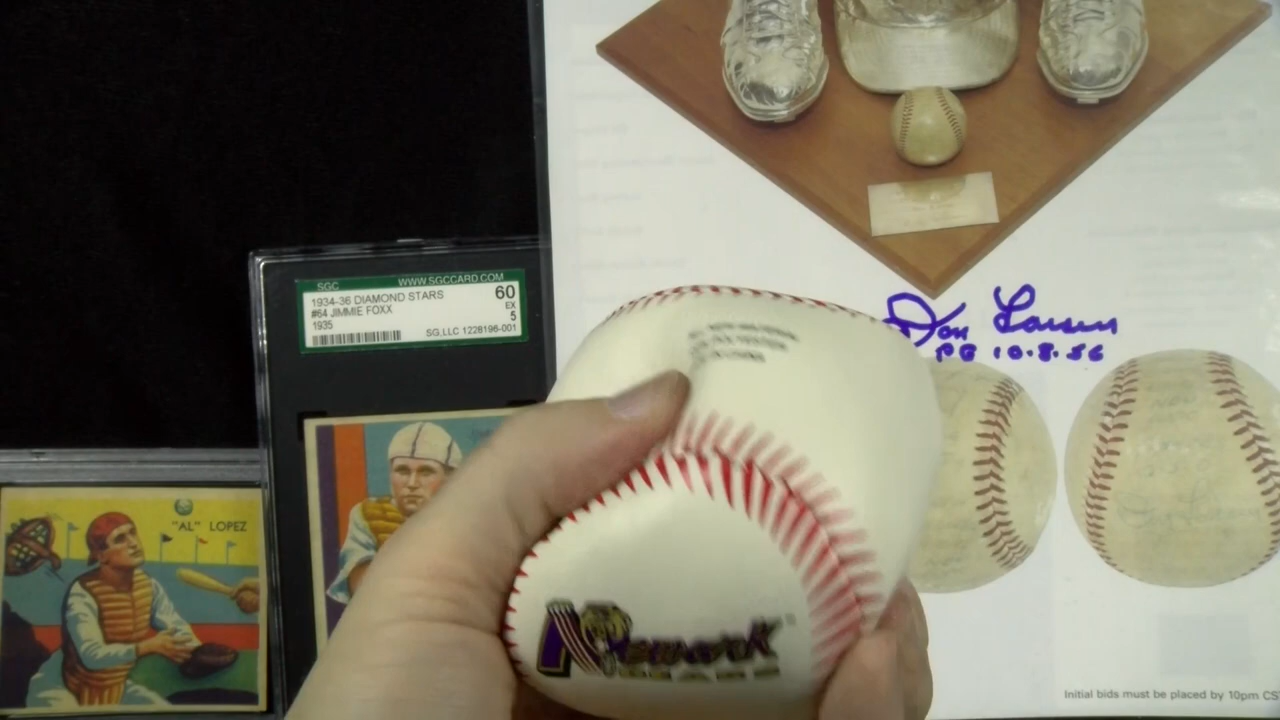 SGC WWW.SGCCARD.COM
1934-36 DIAMOND STARS 60
#64 JIMMIE FOXX EX
1935 5
SG,LLC 1228196-001
"AL" LOPEZ
Don Larsen
PG 10.8.56
Newark
Initial bids must be placed by 10pm CS